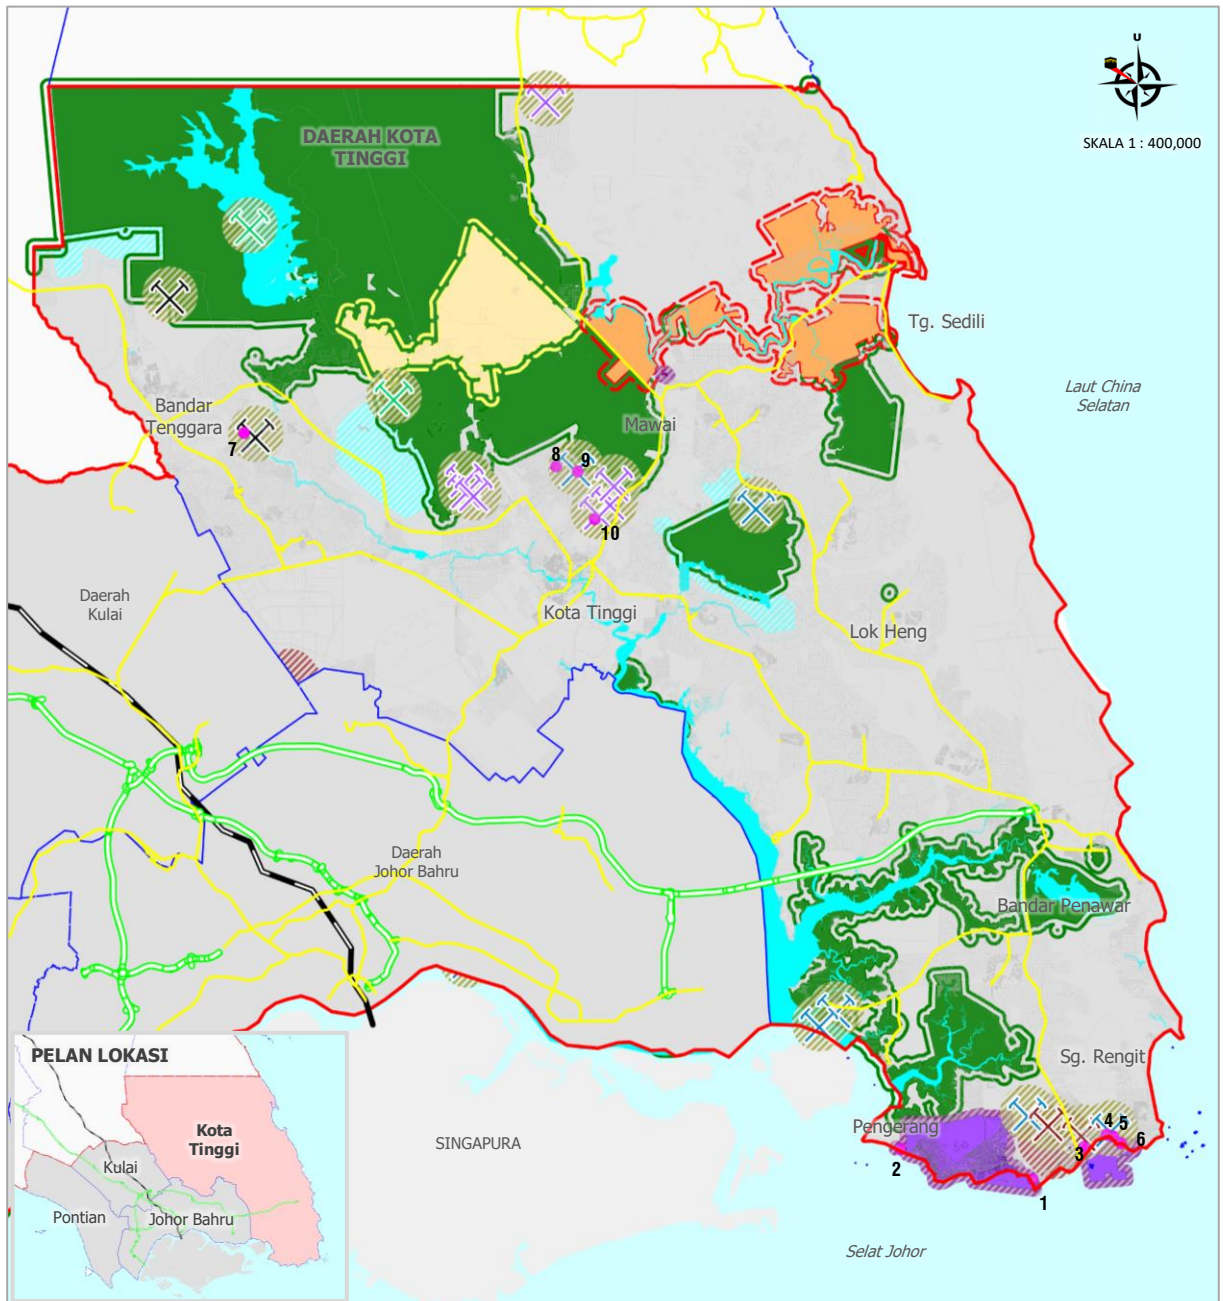 U
SKALA 1 : 400,000
DAERAH KOTA
TINGGI
Tg. Sedili
Laut China
Selatan
Bandar
Tenggara
7
Mawai
8
9
10
Daerah
Kulai
Kota Tinggi
Lok Heng
Daerah
Johor Bahru
Bandar Penawar
Sg. Rengit
Pengerang
4
5
6
3
2
1
SINGAPURA
Selat Johor
PELAN LOKASI
Kota
Tinggi
Kulai
Pontian
Johor Bahru